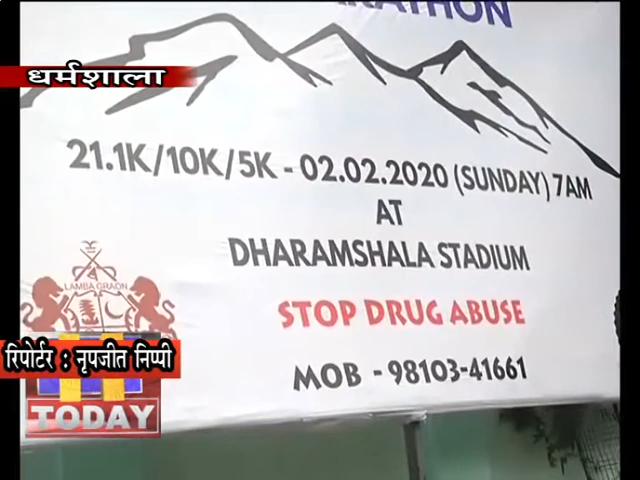 धर्मशाला
21.1K/10K/5K - 02.02.2020 (SUNDAY) 7AM
AT
DHARAMSHALA STADIUM
LAMBA GRAON
STOP DRUG ABUSE
रिपोर्टर : नृपजीत निप्पी
MOB - 98103-41661
TODAY